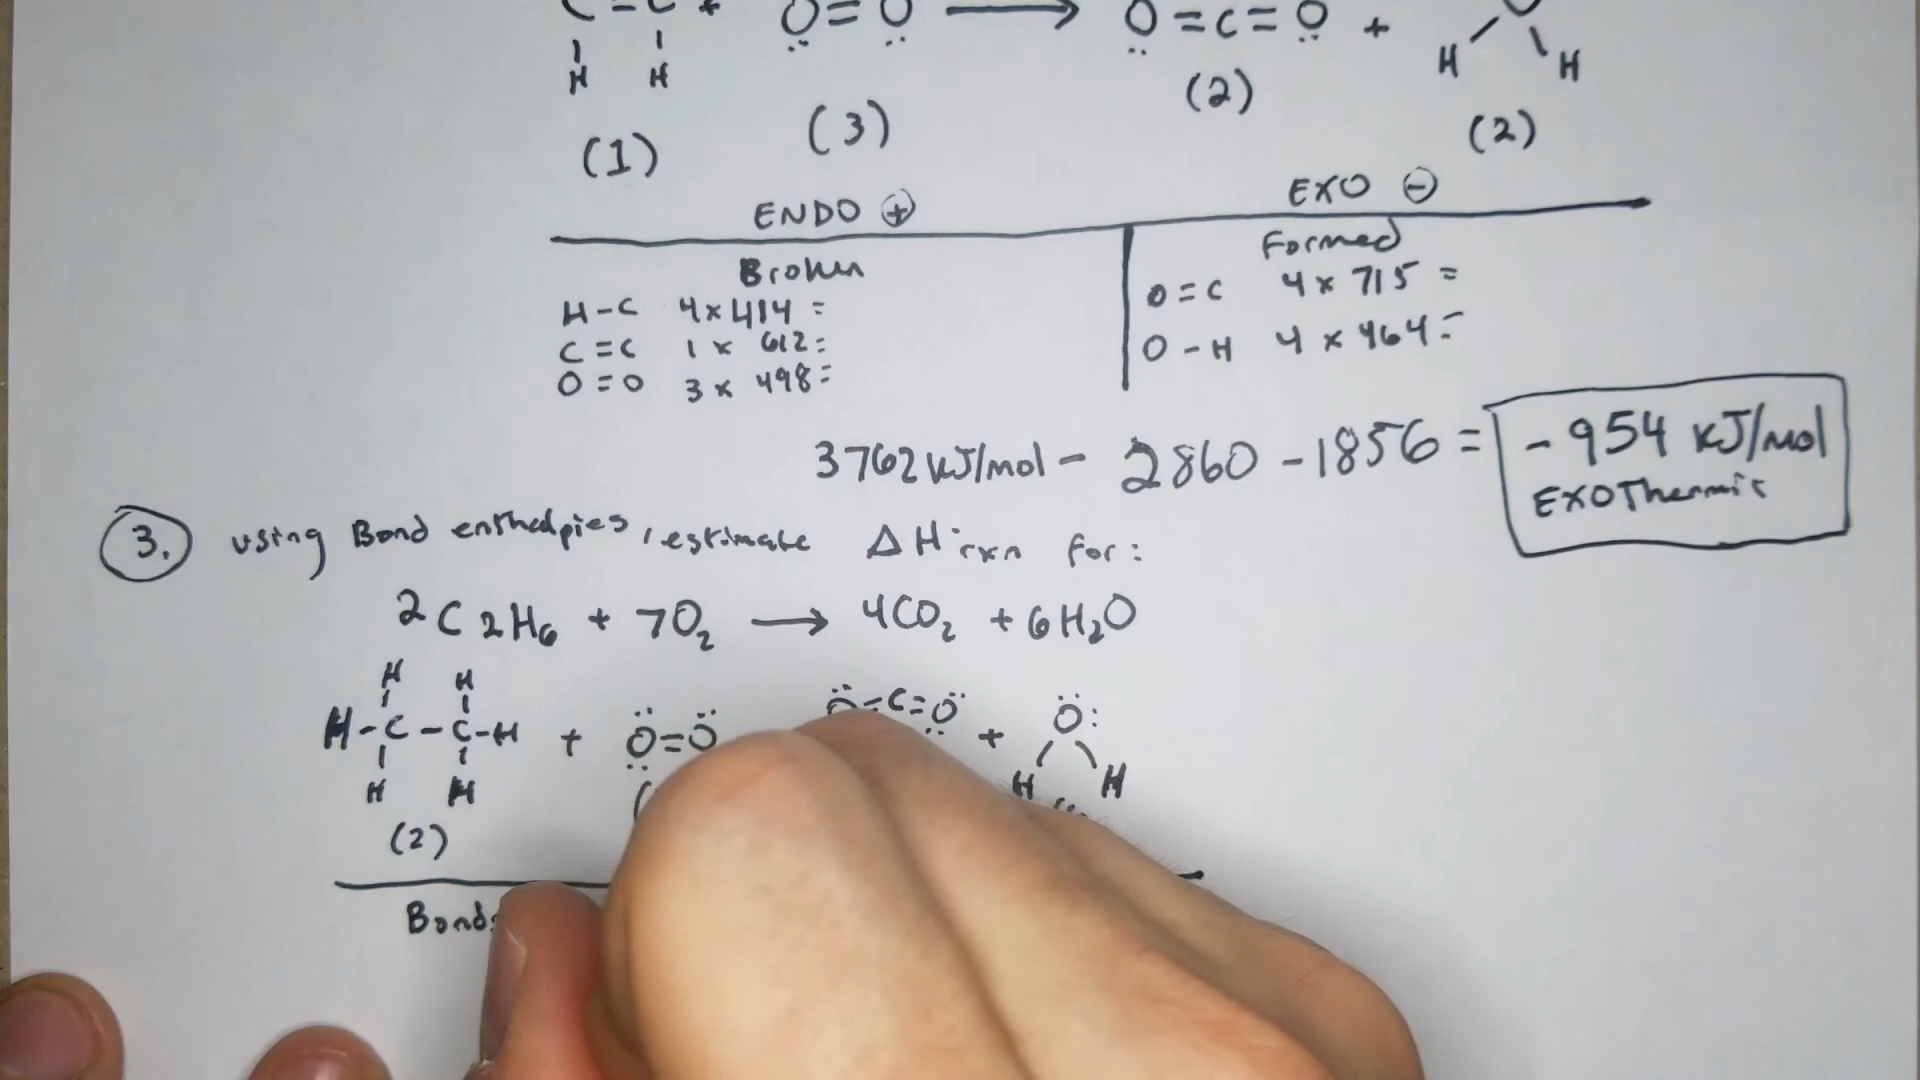 C = C + O = O → O = C = O +
H H H H
(1) (3) (2) (2)
ENDO ⊕ EXO ⊖
Broken Formed
H-C 4 x 414 = O = C 4 x 715 =
C = C 1 x 612 = O - H 4 x 464 =
O = O 3 x 498 =
3762 kJ/mol - 2860 - 1856 = - 954 kJ/mol
EXOThermic
3. using Bond enthalpies, estimate ΔH°rxn for:
2C2H6 + 7O2 → 4CO2 + 6H2O
H H
H-C-C-H + O=O O=C=O + O:
H H H H
(2) (
Bonds